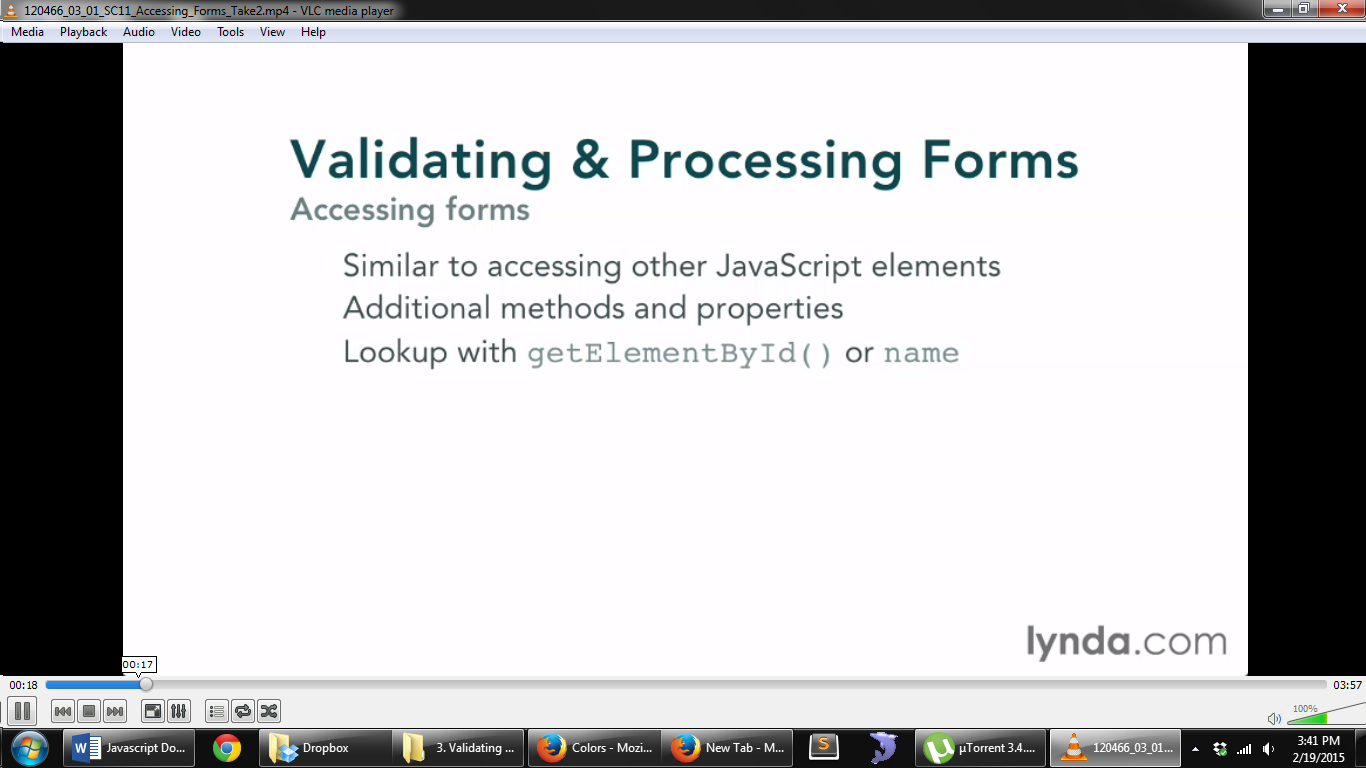 120466_03_01_SC11_Accessing_Forms_Take2.mp4 - VLC media player
Media Playback Audio Video Tools View Help
Validating & Processing Forms
Accessing forms
Similar to accessing other JavaScript elements
Additional methods and properties
Lookup with getElementById() or name
lynda.com
00:17
00:18 03:57
100%
Javascript Do... Dropbox 3. Validating ... Colors - Mozi... New Tab - M... µTorrent 3.4.... 120466_03_01... 3:41 PM
2/19/2015